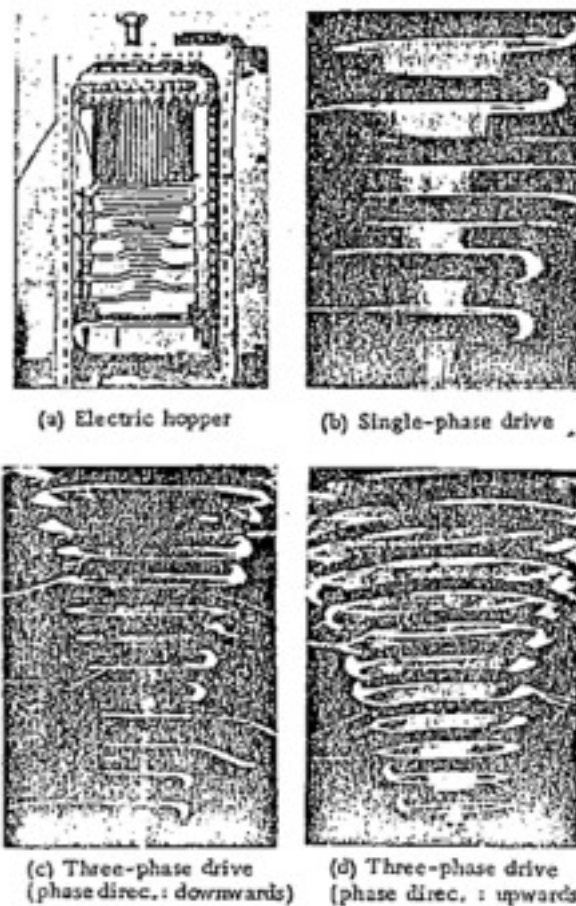 (a) Electric hopper
(b) Single-phase drive
(c) Three-phase drive
(phase direc. : downwards)
(d) Three-phase drive
(phase direc. : upwards